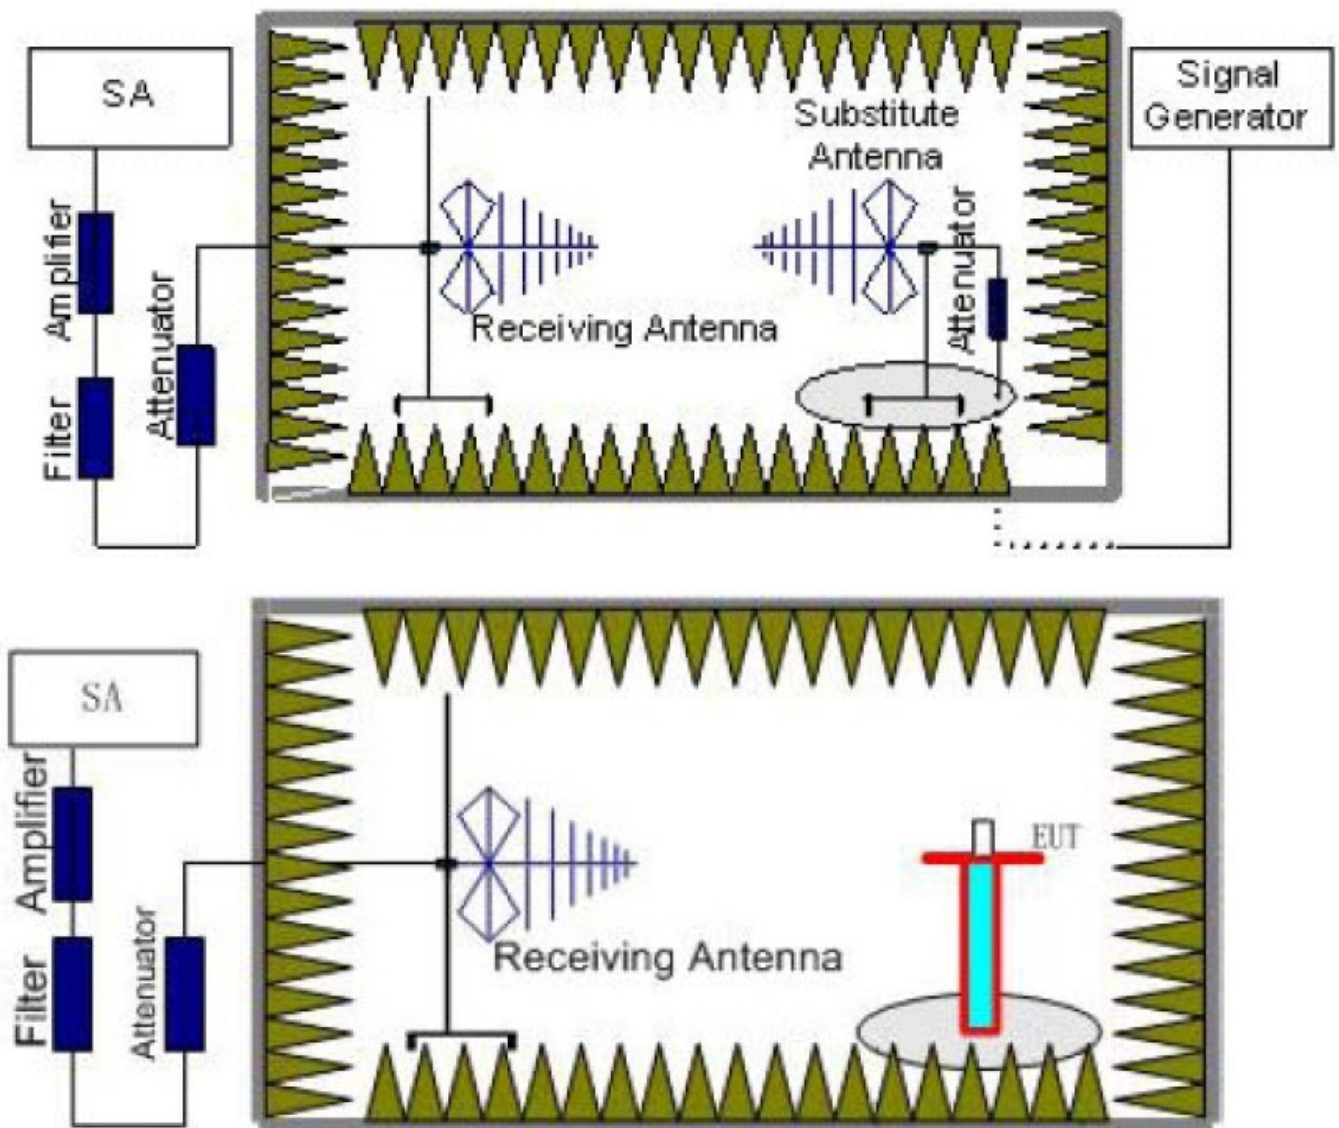 SA
Signal
Generator
Substitute
Antenna
Amplifier
Attenuator
Attenuator
Receiving Antenna
Filter
SA
Amplifier
EUT
Receiving Antenna
Attenuator
Filter